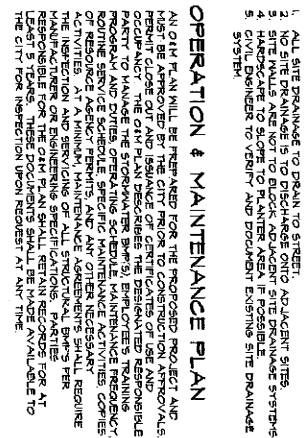 1. ALL SITE DRAINAGE TO DRAIN TO STREET.
2. NO SITE DRAINAGE IS TO DISCHARGE ONTO ADJACENT SITES.
3. SITE WALLS ARE NOT TO BLOCK ADJACENT SITE DRAINAGE SYSTEMS
4. HARDSCAPE TO SLOPE TO PLANTER AREA IF POSSIBLE.
5. CIVIL ENGINEER TO VERIFY AND DOCUMENT EXISTING SITE DRAINAGE
SYSTEM.
OPERATION & MAINTENANCE PLAN
AN O&M PLAN WILL BE PREPARED FOR THE PROPOSED PROJECT AND
MUST BE APPROVED BY THE CITY PRIOR TO CONSTRUCTION APPROVALS,
PERMIT CLOSE OUT AND ISSUANCE OF CERTIFICATES OF USE AND
OCCUPANCY. THE O&M PLAN DESCRIBES THE DESIGNATED RESPONSIBLE
PARTY TO MANAGE THE STORMWATER BMP(S), EMPLOYEE'S TRAINING
PROGRAM AND DUTIES, OPERATING SCHEDULE, MAINTENANCE FREQUENCY,
ROUTINE SERVICE SCHEDULE, SPECIFIC MAINTENANCE ACTIVITIES, COPIES
OF RESOURCE AGENCY PERMITS, AND ANY OTHER NECESSARY
ACTIVITIES. AT A MINIMUM, MAINTENANCE AGREEMENTS SHALL REQUIRE
THE INSPECTION AND SERVICING OF ALL STRUCTURAL BMP'S PER
MANUFACTURER OR ENGINEERING SPECIFICATIONS. PARTIES
RESPONSIBLE FOR THE O&M PLAN SHALL RETAIN RECORDS FOR AT
LEAST 5 YEARS. THESE DOCUMENTS SHALL BE MADE AVAILABLE TO
THE CITY FOR INSPECTION UPON REQUEST AT ANY TIME.